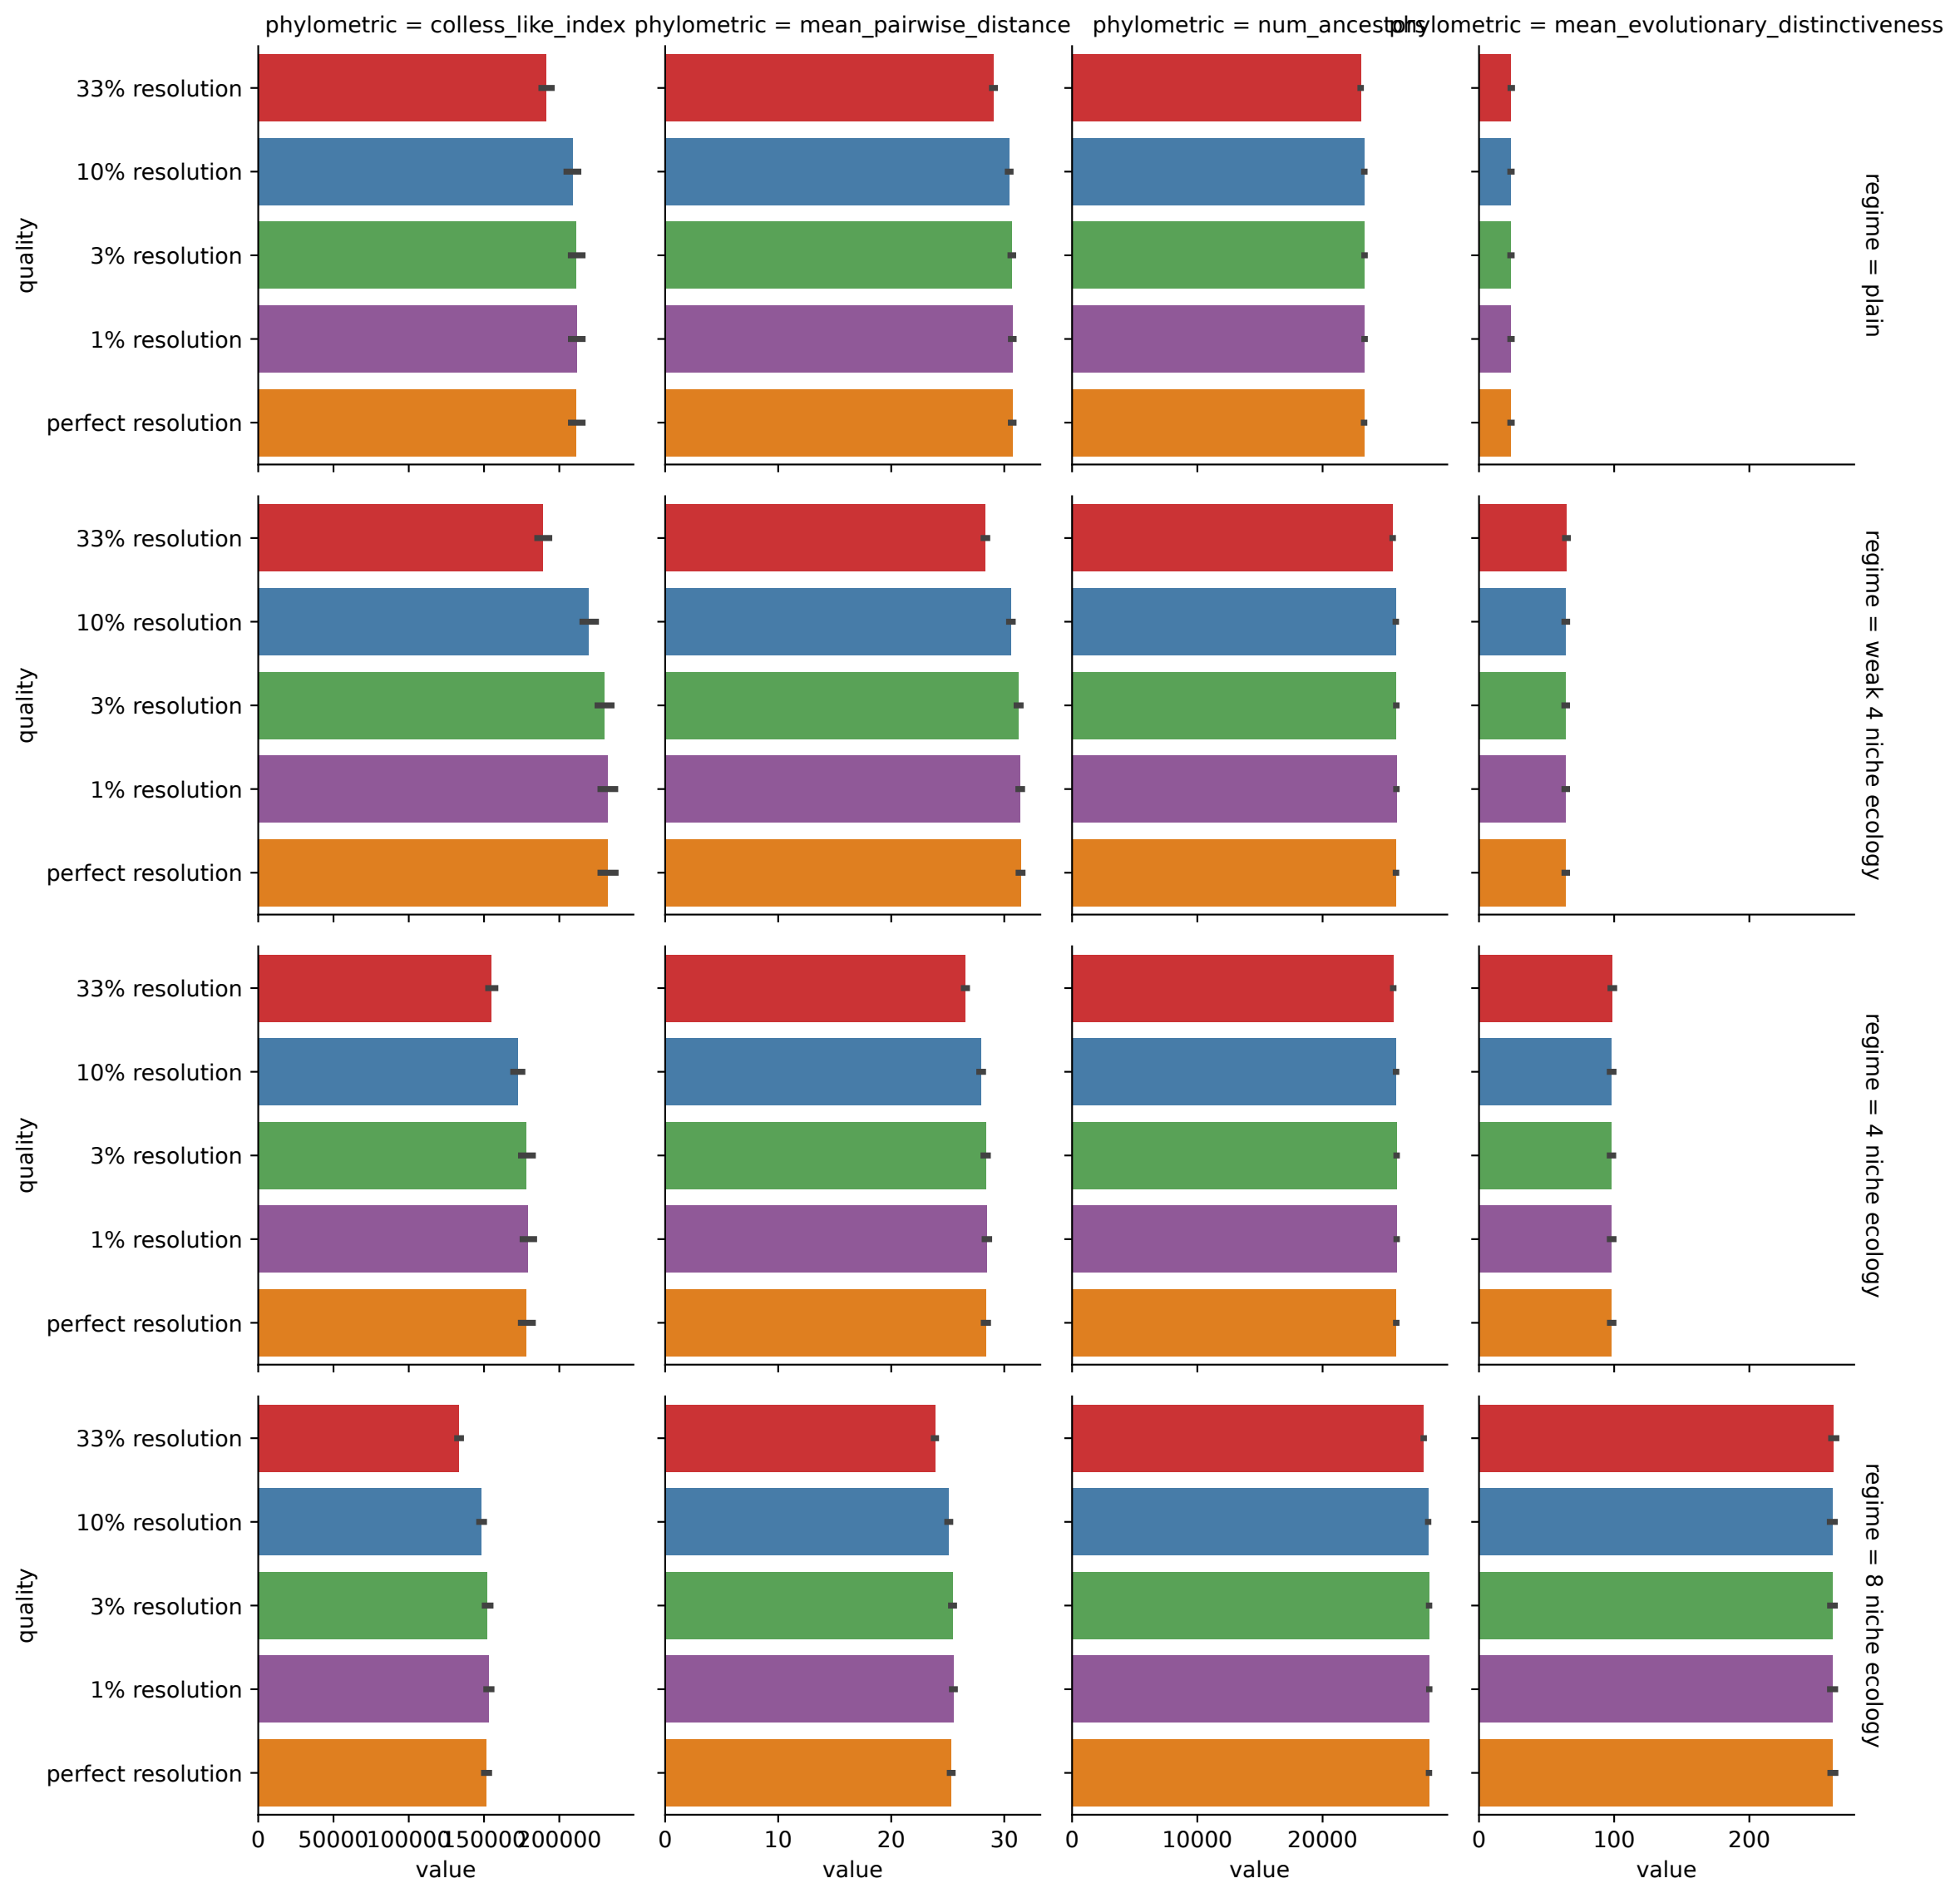 phylometric = colless_like_index
phylometric = mean_pairwise_distance
phylometric = num_ancestors
phylometric = mean_evolutionary_distinctiveness
quality
33% resolution
10% resolution
3% resolution
1% resolution
perfect resolution
regime = plain
quality
33% resolution
10% resolution
3% resolution
1% resolution
perfect resolution
regime = weak 4 niche ecology
quality
33% resolution
10% resolution
3% resolution
1% resolution
perfect resolution
regime = 4 niche ecology
quality
33% resolution
10% resolution
3% resolution
1% resolution
perfect resolution
regime = 8 niche ecology
0 50000 100000 150000 200000
0 10 20 30
0 10000 20000
0 100 200
value
value
value
value